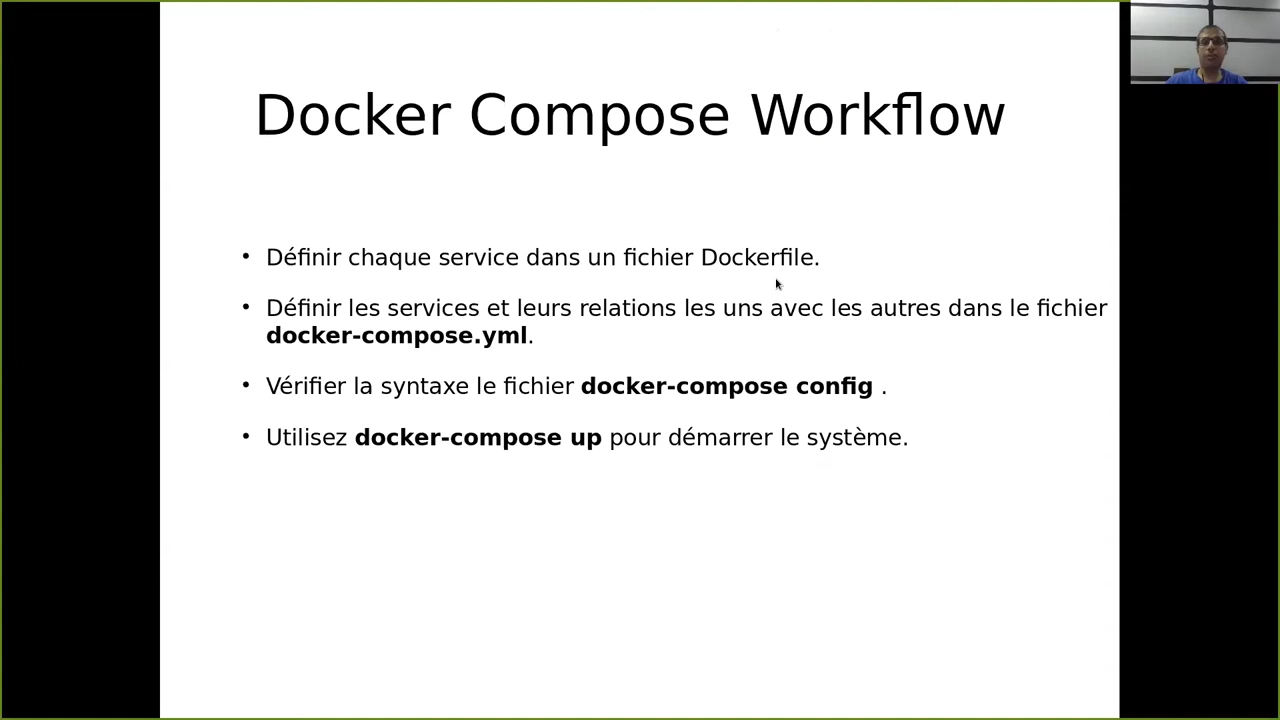 Docker Compose Workflow
• Définir chaque service dans un fichier Dockerfile.
• Définir les services et leurs relations les uns avec les autres dans le fichier
docker-compose.yml.
• Vérifier la syntaxe le fichier docker-compose config .
• Utilisez docker-compose up pour démarrer le système.